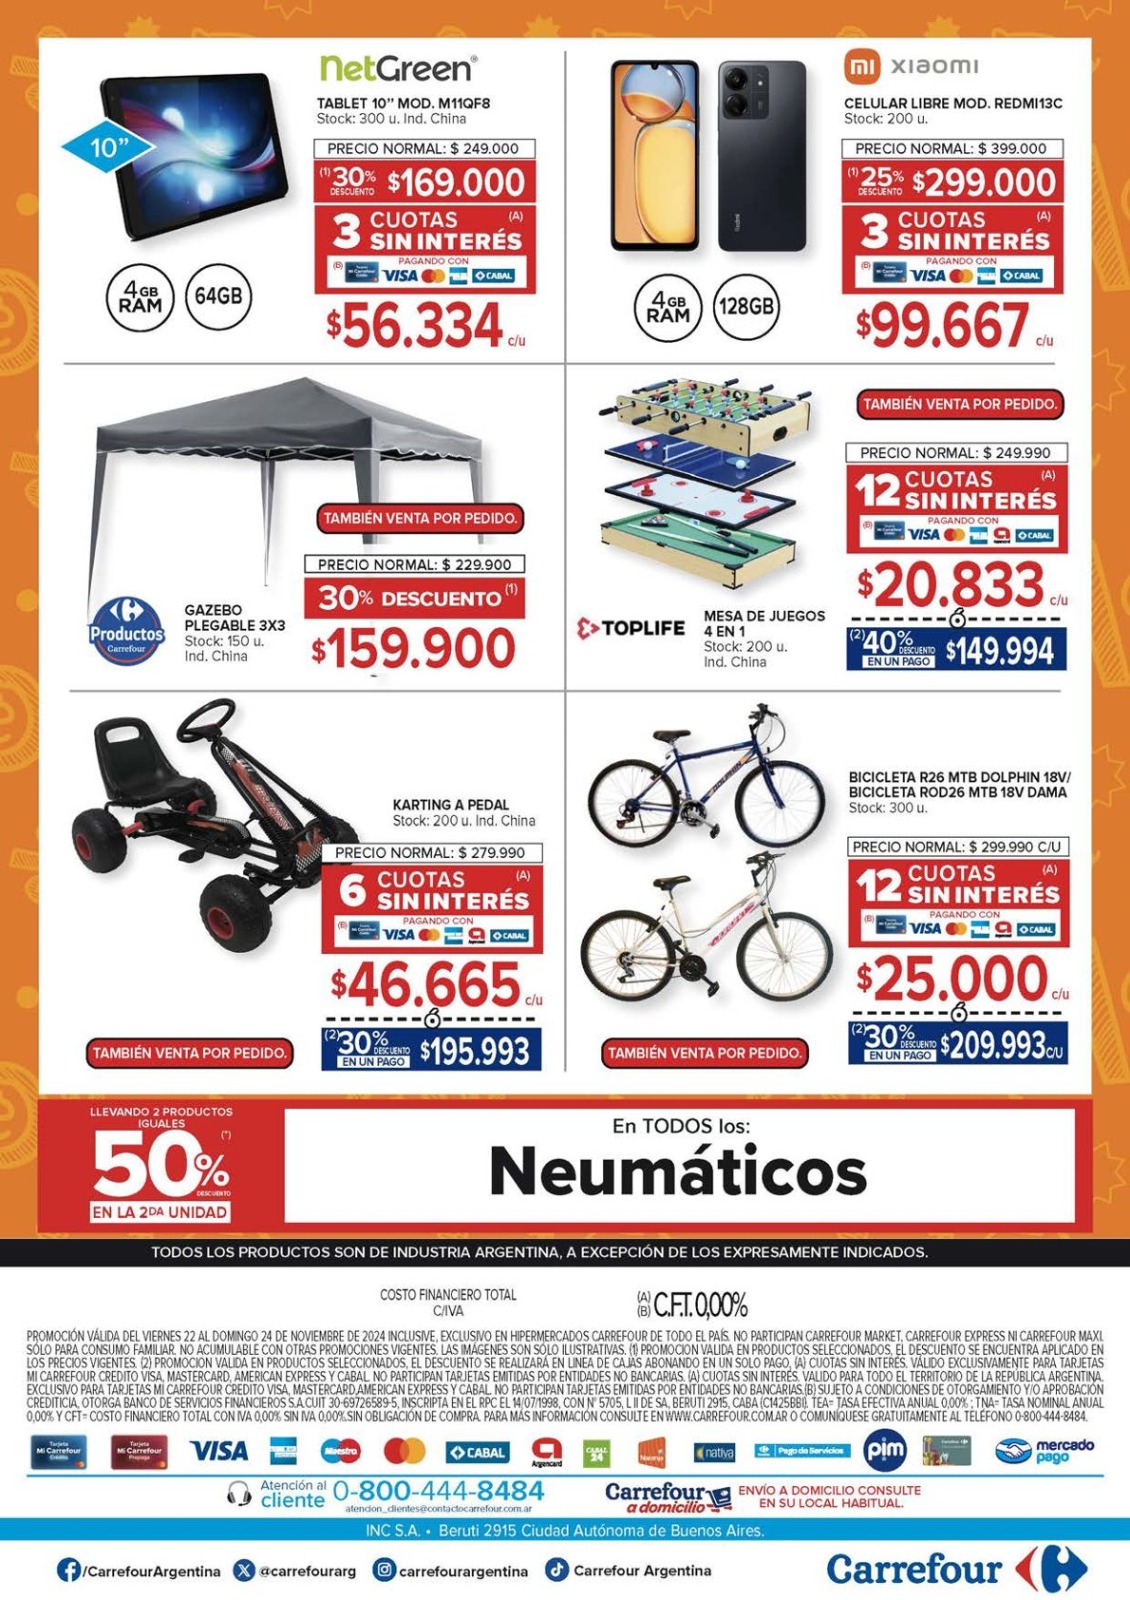 netGreen®
TABLET 10” MOD. M11QF8
Stock: 300 u. Ind. China
10”
PRECIO NORMAL: $ 249.000
(1) 30% DESCUENTO $169.000
3 CUOTAS SIN INTERÉS (A)
(B) PAGANDO CON
VISA CABAL
4GB RAM
64GB
$56.334 c/u
mi xiaomi
CELULAR LIBRE MOD. REDMI13C
Stock: 200 u.
PRECIO NORMAL: $ 399.000
(1) 25% DESCUENTO $299.000
3 CUOTAS SIN INTERÉS (A)
(B) PAGANDO CON
VISA CABAL
Redmi
4GB RAM
128GB
$99.667 c/u
TAMBIÉN VENTA POR PEDIDO.
PRECIO NORMAL: $ 229.900
30% DESCUENTO (1)
$159.900
Productos
Carrefour
GAZEBO
PLEGABLE 3X3
Stock: 150 u.
Ind. China
TAMBIÉN VENTA POR PEDIDO.
PRECIO NORMAL: $ 249.990
12 CUOTAS SIN INTERÉS (A)
(B) PAGANDO CON
VISA CABAL
$20.833 c/u
(2) 40% DESCUENTO EN UN PAGO $149.994
TOPLIFE
MESA DE JUEGOS
4 EN 1
Stock: 200 u.
Ind. China
KARTING A PEDAL
Stock: 200 u. Ind. China
PRECIO NORMAL: $ 279.990
6 CUOTAS SIN INTERÉS (A)
(B) PAGANDO CON
VISA CABAL
$46.665 c/u
(2) 30% DESCUENTO EN UN PAGO $195.993
TAMBIÉN VENTA POR PEDIDO.
DOLPHIN
BICICLETA R26 MTB DOLPHIN 18V/
BICICLETA ROD26 MTB 18V DAMA
Stock: 300 u.
PRECIO NORMAL: $ 299.990 C/U
12 CUOTAS SIN INTERÉS (A)
(B) PAGANDO CON
VISA CABAL
$25.000 c/u
(2) 30% DESCUENTO EN UN PAGO $209.993 C/U
TAMBIÉN VENTA POR PEDIDO.
LLEVANDO 2 PRODUCTOS
IGUALES
50% (*)
DESCUENTO
EN LA 2DA UNIDAD
En TODOS los:
Neumáticos
TODOS LOS PRODUCTOS SON DE INDUSTRIA ARGENTINA, A EXCEPCIÓN DE LOS EXPRESAMENTE INDICADOS.
COSTO FINANCIERO TOTAL
C/IVA
(A) (B) C.F.T. 0,00%
PROMOCIÓN VÁLIDA DEL VIERNES 22 AL DOMINGO 24 DE NOVIEMBRE DE 2024 INCLUSIVE, EXCLUSIVO EN HIPERMERCADOS CARREFOUR DE TODO EL PAÍS. NO PARTICIPAN CARREFOUR MARKET, CARREFOUR EXPRESS NI CARREFOUR MAXI.
SÓLO PARA CONSUMO FAMILIAR. NO ACUMULABLE CON OTRAS PROMOCIONES VIGENTES. LAS IMÁGENES SON SÓLO ILUSTRATIVAS. (1) PROMOCION VALIDA EN PRODUCTOS SELECCIONADOS, EL DESCUENTO SE ENCUENTRA APLICADO EN
LOS PRECIOS VIGENTES. (2) PROMOCION VALIDA EN PRODUCTOS SELECCIONADOS, EL DESCUENTO SE REALIZARÁ EN LINEA DE CAJAS ABONANDO EN UN SOLO PAGO, (A) CUOTAS SIN INTERÉS. VÁLIDO EXCLUSIVAMENTE PARA TARJETAS
MI CARREFOUR CREDITO VISA, MASTERCARD, AMERICAN EXPRESS Y CABAL. NO PARTICIPAN TARJETAS EMITIDAS POR ENTIDADES NO BANCARIAS. (A) CUOTAS SIN INTERÉS. VALIDO PARA TODO EL TERRITORIO DE LA REPÚBLICA ARGENTINA.
EXCLUSIVO PARA TARJETAS MI CARREFOUR CREDITO VISA, MASTERCARD,AMERICAN EXPRESS Y CABAL. NO PARTICIPAN TARJETAS EMITIDAS POR ENTIDADES NO BANCARIAS.(B) SUJETO A CONDICIONES DE OTORGAMIENTO Y/O APROBACIÓN
CREDITICIA, OTORGA BANCO DE SERVICIOS FINANCIEROS S.A.CUIT 30-69726589-5, INSCRIPTA EN EL RPC EL 14/07/1998, CON N° 5705, L II DE SA, BERUTI 2915, CABA (C1425BBI). TEA= TASA EFECTIVA ANUAL 0,00% ; TNA= TASA NOMINAL ANUAL
0,00% Y CFT= COSTO FINANCIERO TOTAL CON IVA 0,00% SIN IVA 0,00%.SIN OBLIGACIÓN DE COMPRA. PARA MÁS INFORMACIÓN CONSULTE EN WWW.CARREFOUR.COM.AR O COMUNÍQUESE GRATUITAMENTE AL TELÉFONO 0-800-444-8484.
Tarjeta Mi Carrefour Crédito
Tarjeta Mi Carrefour Prepaga
VISA
Maestro
CABAL
Argencard
CABAL 24
Naranja
nativa
Pago de Servicios
pim
mercado pago
Atención al cliente 0-800-444-8484
atencion_clientes@contactocarrefour.com.ar
Carrefour a domicilio
ENVÍO A DOMICILIO CONSULTE
EN SU LOCAL HABITUAL.
INC S.A. • Beruti 2915 Ciudad Autónoma de Buenos Aires.
/CarrefourArgentina
@carrefourarg
carrefourargentina
Carrefour Argentina
Carrefour